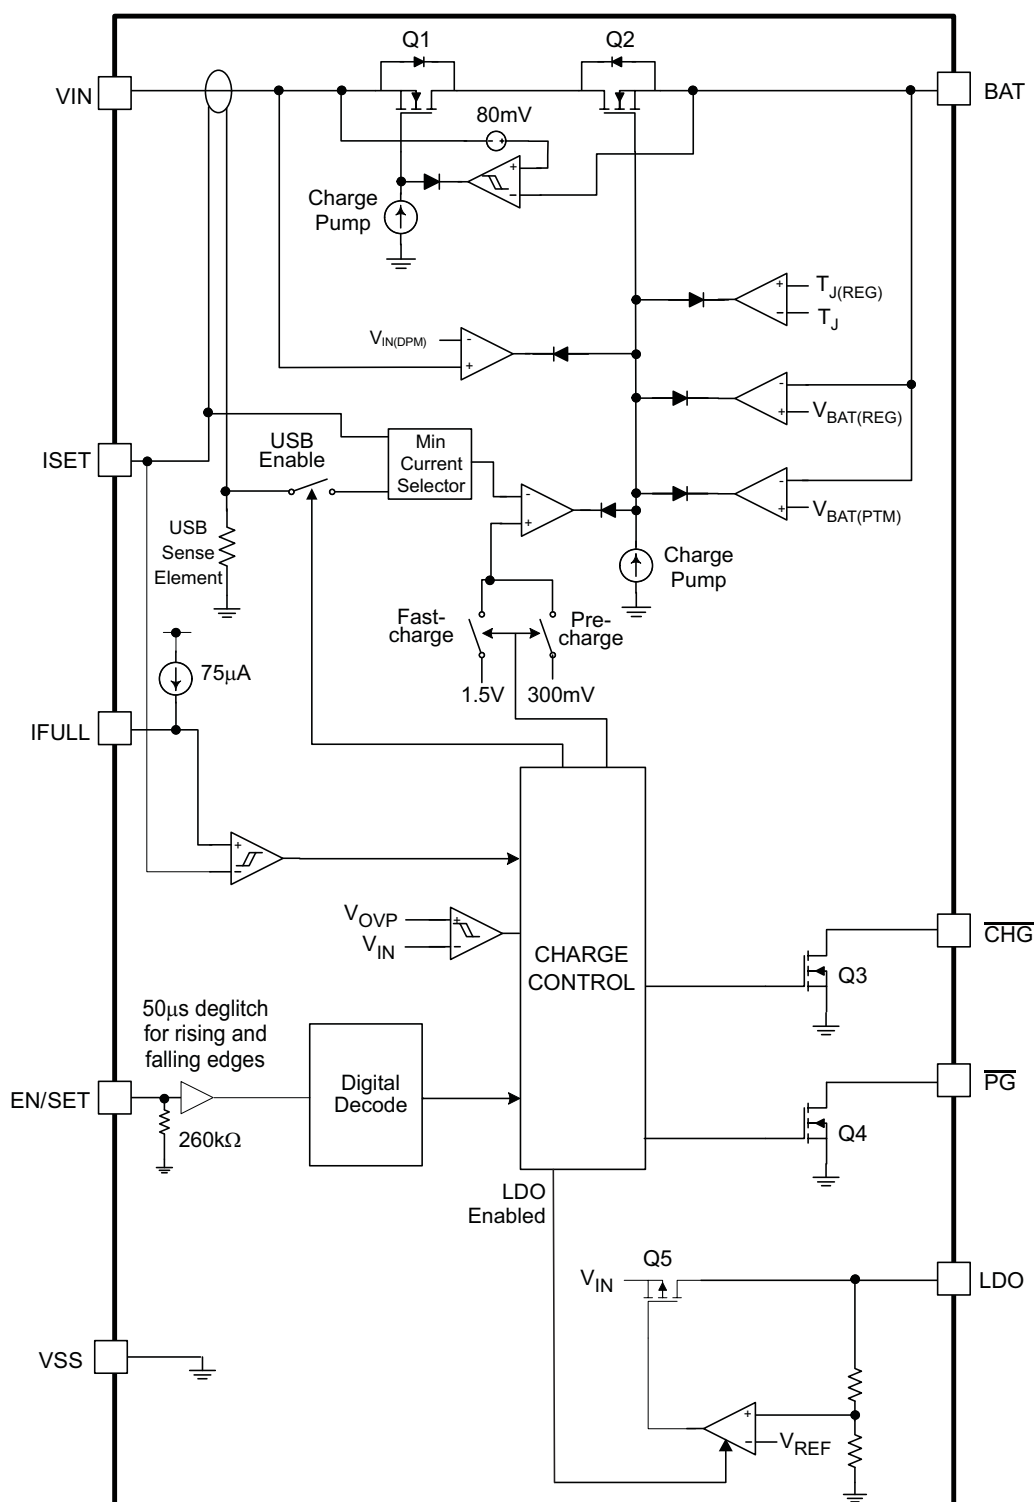 Q1
Q2
VIN
BAT
80mV
Charge
Pump
T_J(REG)
T_J
V_IN(DPM)
-
+
V_BAT(REG)
USB
Enable
Min
Current
Selector
ISET
V_BAT(PTM)
USB
Sense
Element
Charge
Pump
Fast-
charge
Pre-
charge
75μA
1.5V
300mV
IFULL
V_OVP
V_IN
CHARGE
CONTROL
CHG
Q3
50μs deglitch
for rising and
falling edges
EN/SET
260kΩ
Digital
Decode
PG
Q4
LDO
Enabled
Q5
V_IN
LDO
VSS
V_REF